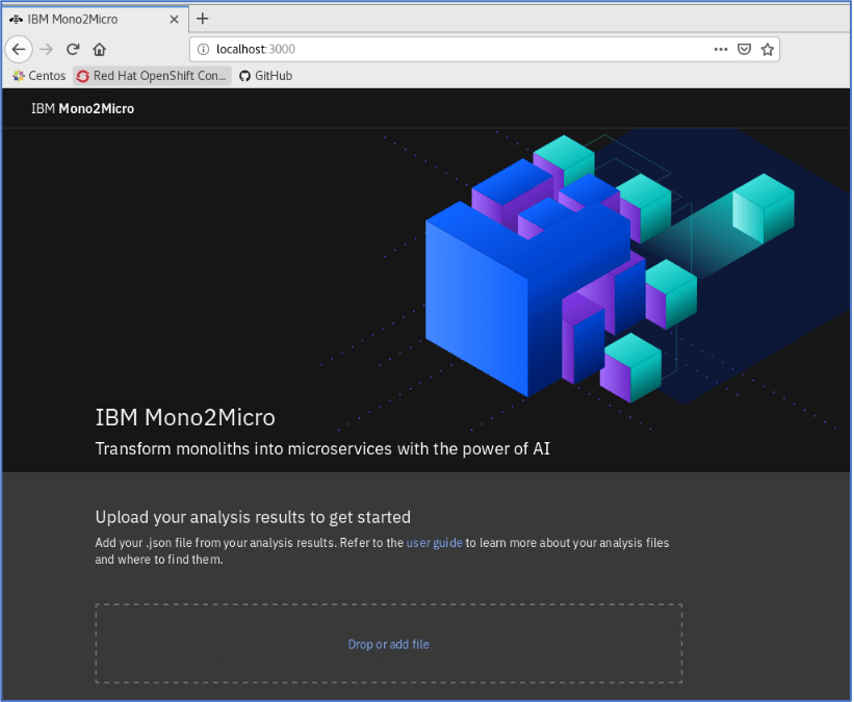 IBM Mono2Micro
localhost:3000
Centos
Red Hat OpenShift Con...
GitHub
IBM Mono2Micro
IBM Mono2Micro
Transform monoliths into microservices with the power of AI
Upload your analysis results to get started
Add your .json file from your analysis results. Refer to the user guide to learn more about your analysis files
and where to find them.
Drop or add file